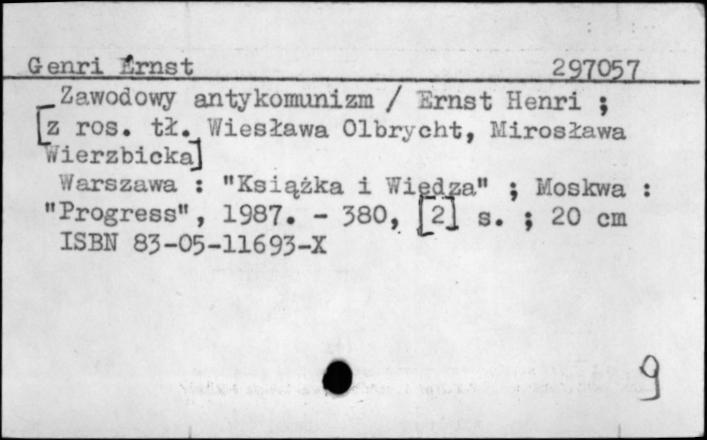 Genri Ernst 297057
Zawodowy antykomunizm / Ernst Henri ;
[z ros. tł. Wiesława Olbrycht, Mirosława
Wierzbicka]
Warszawa : "Książka i Wiedza" ; Moskwa :
"Progress", 1987. - 380, [2] s. ; 20 cm
ISBN 83-05-11693-X
9